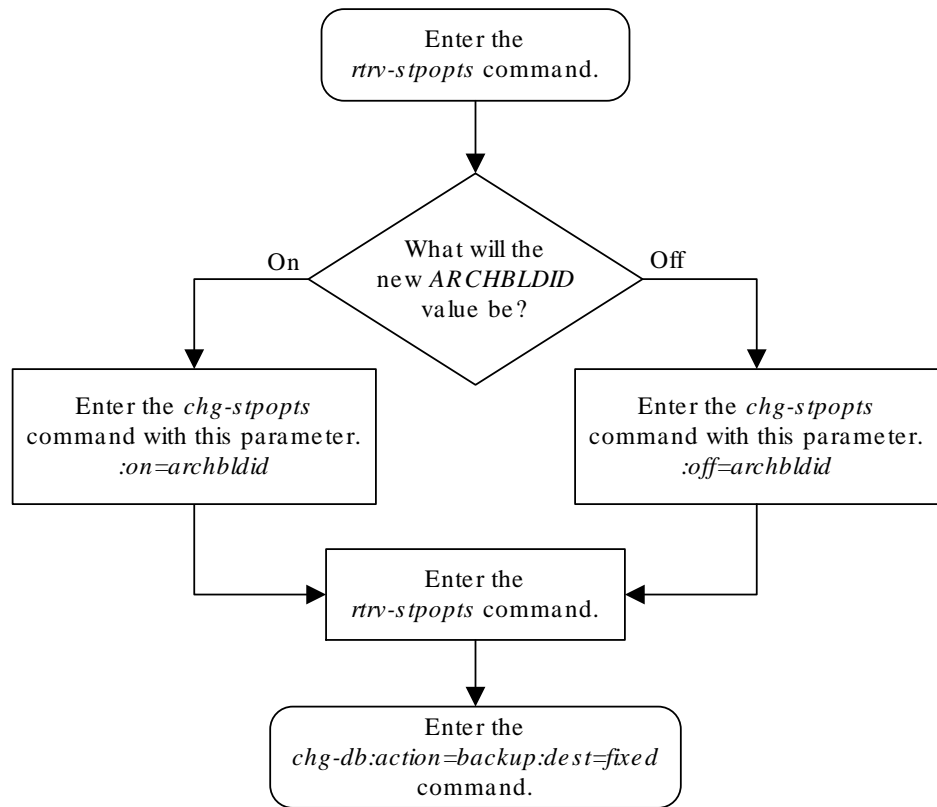 Enter the
rtrv-stpopts command.
What will the
new ARCHBLDID
value be?
On
Off
Enter the chg-stpopts
command with this parameter.
:on=archbldid
Enter the chg-stpopts
command with this parameter.
:off=archbldid
Enter the
rtrv-stpopts command.
Enter the
chg-db:action=backup:dest=fixed
command.